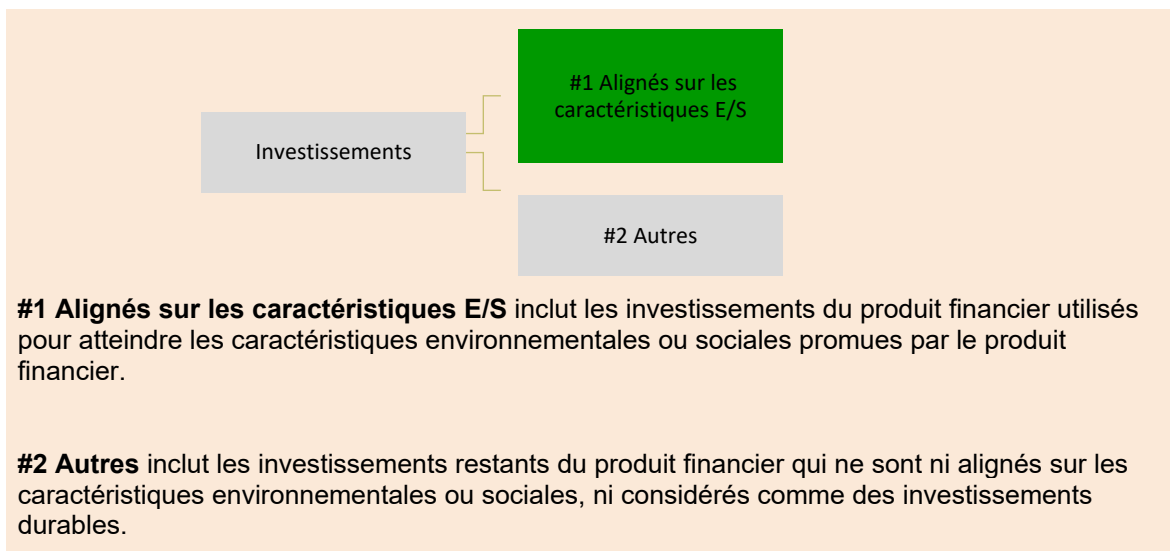 #1 Alignés sur les
caractéristiques E/S
Investissements
#2 Autres
#1 Alignés sur les caractéristiques E/S inclut les investissements du produit financier utilisés
pour atteindre les caractéristiques environnementales ou sociales promues par le produit
financier.
#2 Autres inclut les investissements restants du produit financier qui ne sont ni alignés sur les
caractéristiques environnementales ou sociales, ni considérés comme des investissements
durables.